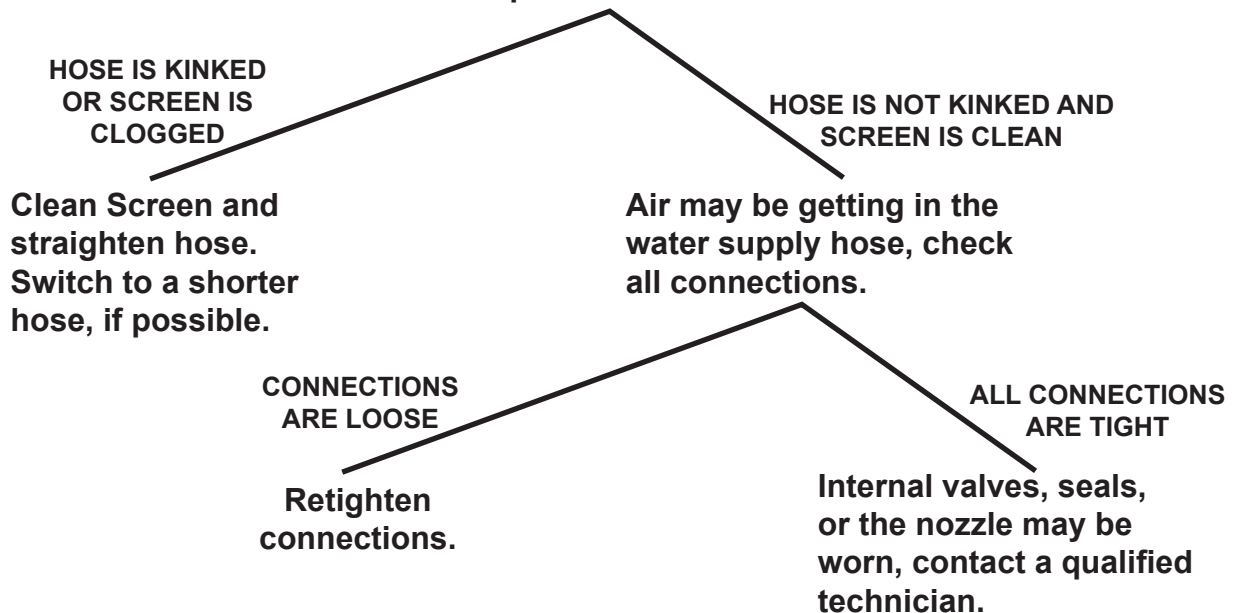 HOSE IS KINKED
OR SCREEN IS
CLOGGED
HOSE IS NOT KINKED AND
SCREEN IS CLEAN
Clean Screen and
straighten hose.
Switch to a shorter
hose, if possible.
Air may be getting in the
water supply hose, check
all connections.
CONNECTIONS
ARE LOOSE
ALL CONNECTIONS
ARE TIGHT
Retighten
connections.
Internal valves, seals,
or the nozzle may be
worn, contact a qualified
technician.